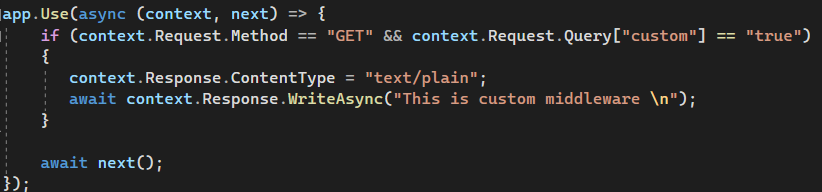 app.Use(async (context, next) => {
    if (context.Request.Method == "GET" && context.Request.Query["custom"] == "true")
    {
        context.Response.ContentType = "text/plain";
        await context.Response.WriteAsync("This is custom middleware \n");
    }

    await next();
});